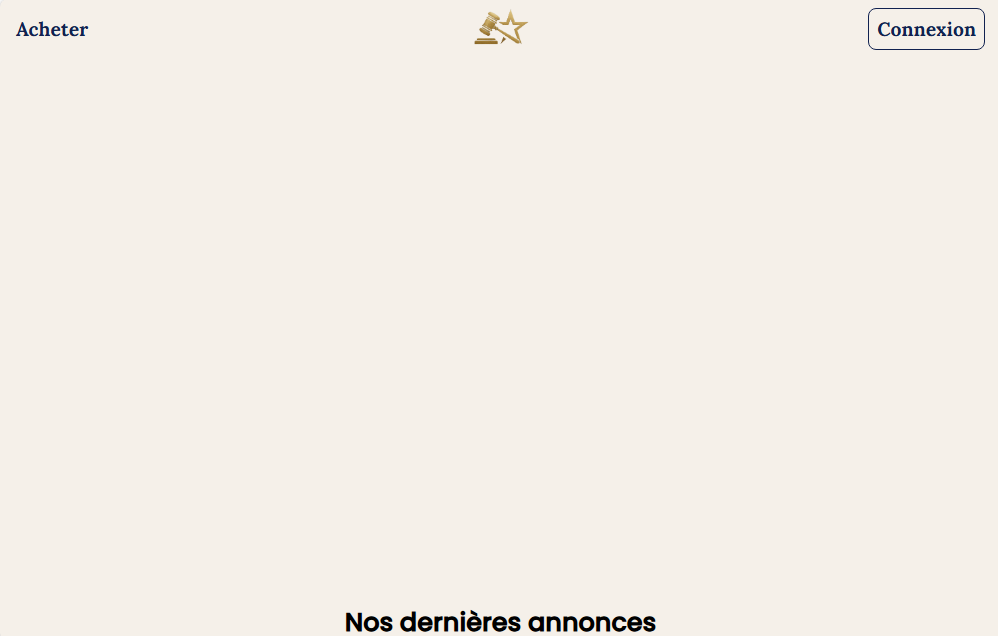 Acheter
Connexion
Nos dernières annonces